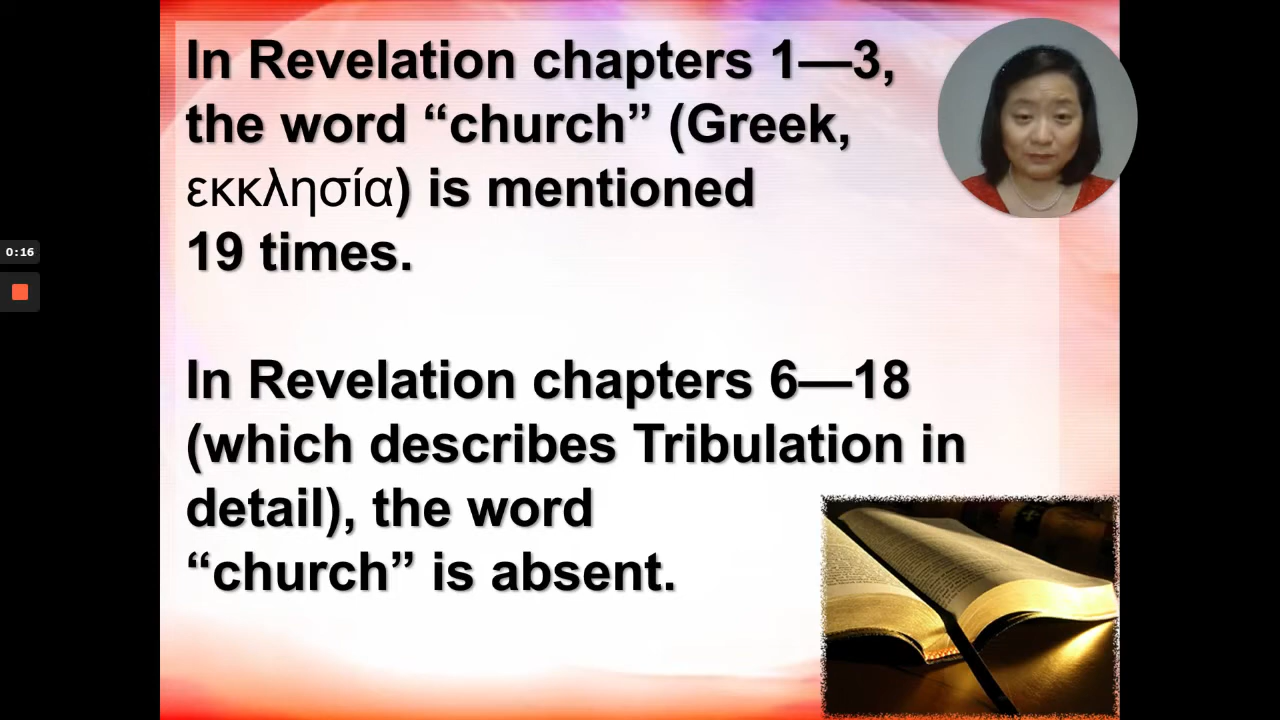 In Revelation chapters 1—3,
the word “church” (Greek,
εκκλησία) is mentioned
19 times.
0:16
In Revelation chapters 6—18
(which describes Tribulation in
detail), the word
“church” is absent.